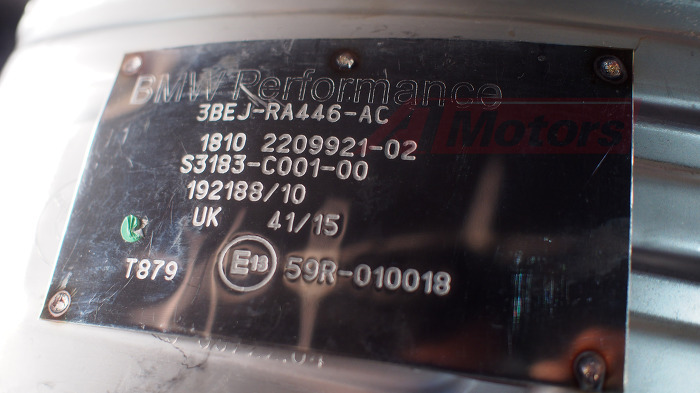 BMW Performance
3BEJ-RA446-AC
1810 2209921-02
S3183-C001-00
192188/10
UK 41/15
T879 E13 59R-010018
Motors